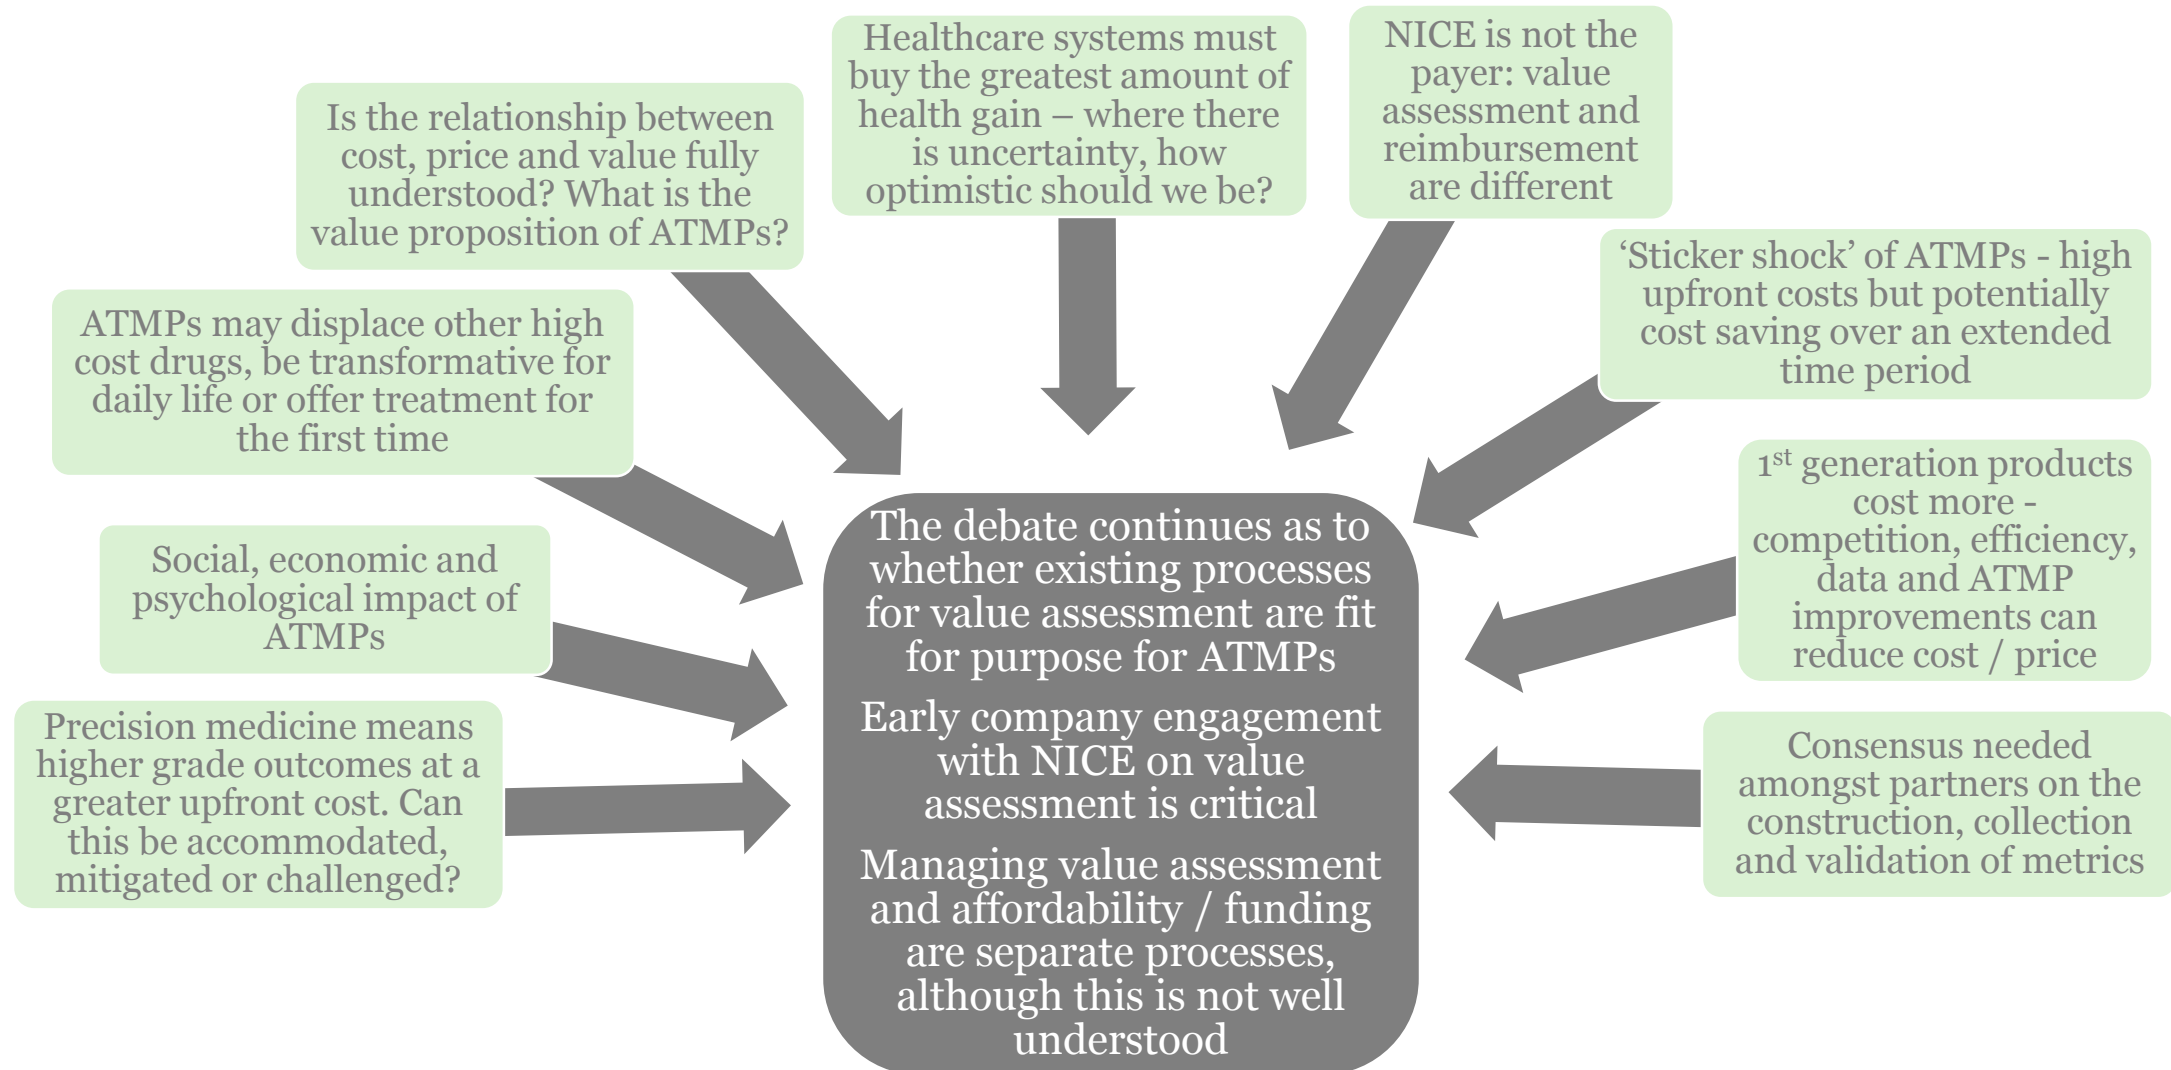 Healthcare systems must
buy the greatest amount of
health gain – where there
is uncertainty, how
optimistic should we be?
NICE is not the
payer: value
assessment and
reimbursement
are different
Is the relationship between
cost, price and value fully
understood? What is the
value proposition of ATMPs?
‘Sticker shock’ of ATMPs - high
upfront costs but potentially
cost saving over an extended
time period
ATMPs may displace other high
cost drugs, be transformative for
daily life or offer treatment for
the first time
1st generation products
cost more -
competition, efficiency,
data and ATMP
improvements can
reduce cost / price
Social, economic and
psychological impact of
ATMPs
Precision medicine means
higher grade outcomes at a
greater upfront cost. Can
this be accommodated,
mitigated or challenged?
Consensus needed
amongst partners on the
construction, collection
and validation of metrics
The debate continues as to
whether existing processes
for value assessment are fit
for purpose for ATMPs
Early company engagement
with NICE on value
assessment is critical
Managing value assessment
and affordability / funding
are separate processes,
although this is not well
understood